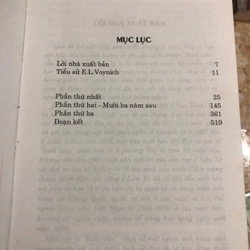 MỤC LỤC
Lời nhà xuất bản 7
Tiểu sử E.L Voynich 11
Phần thứ nhất 25
Phần thứ hai - Mười ba năm sau 145
Phần thứ ba 361
Đoạn kết 519